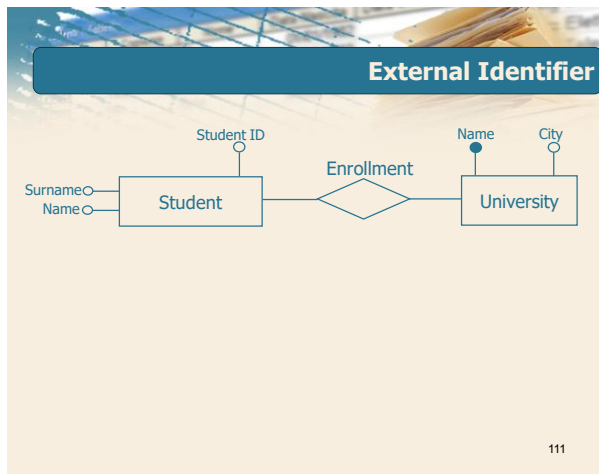 External Identifier
Student ID
Name
City
Enrollment
Surname
Name
Student
University
111